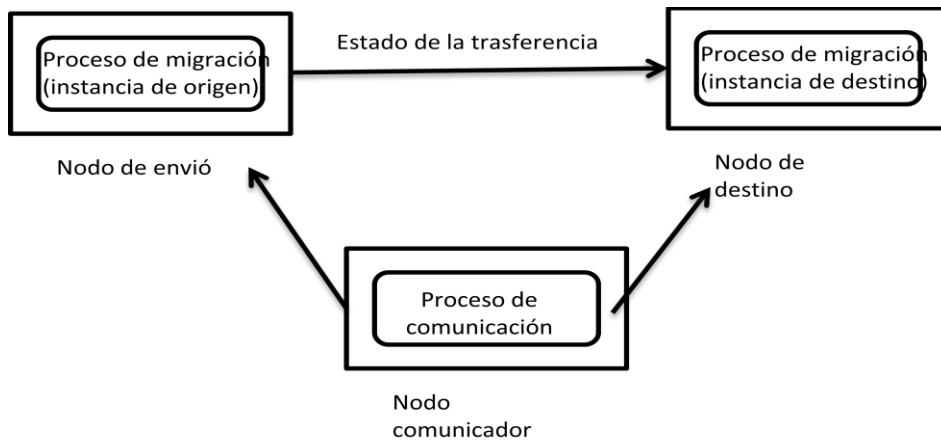 Proceso de migración
(instancia de origen)
Estado de la trasferencia
Proceso de migración
(instancia de destino)
Nodo de envió
Nodo de
destino
Proceso de
comunicación
Nodo
comunicador